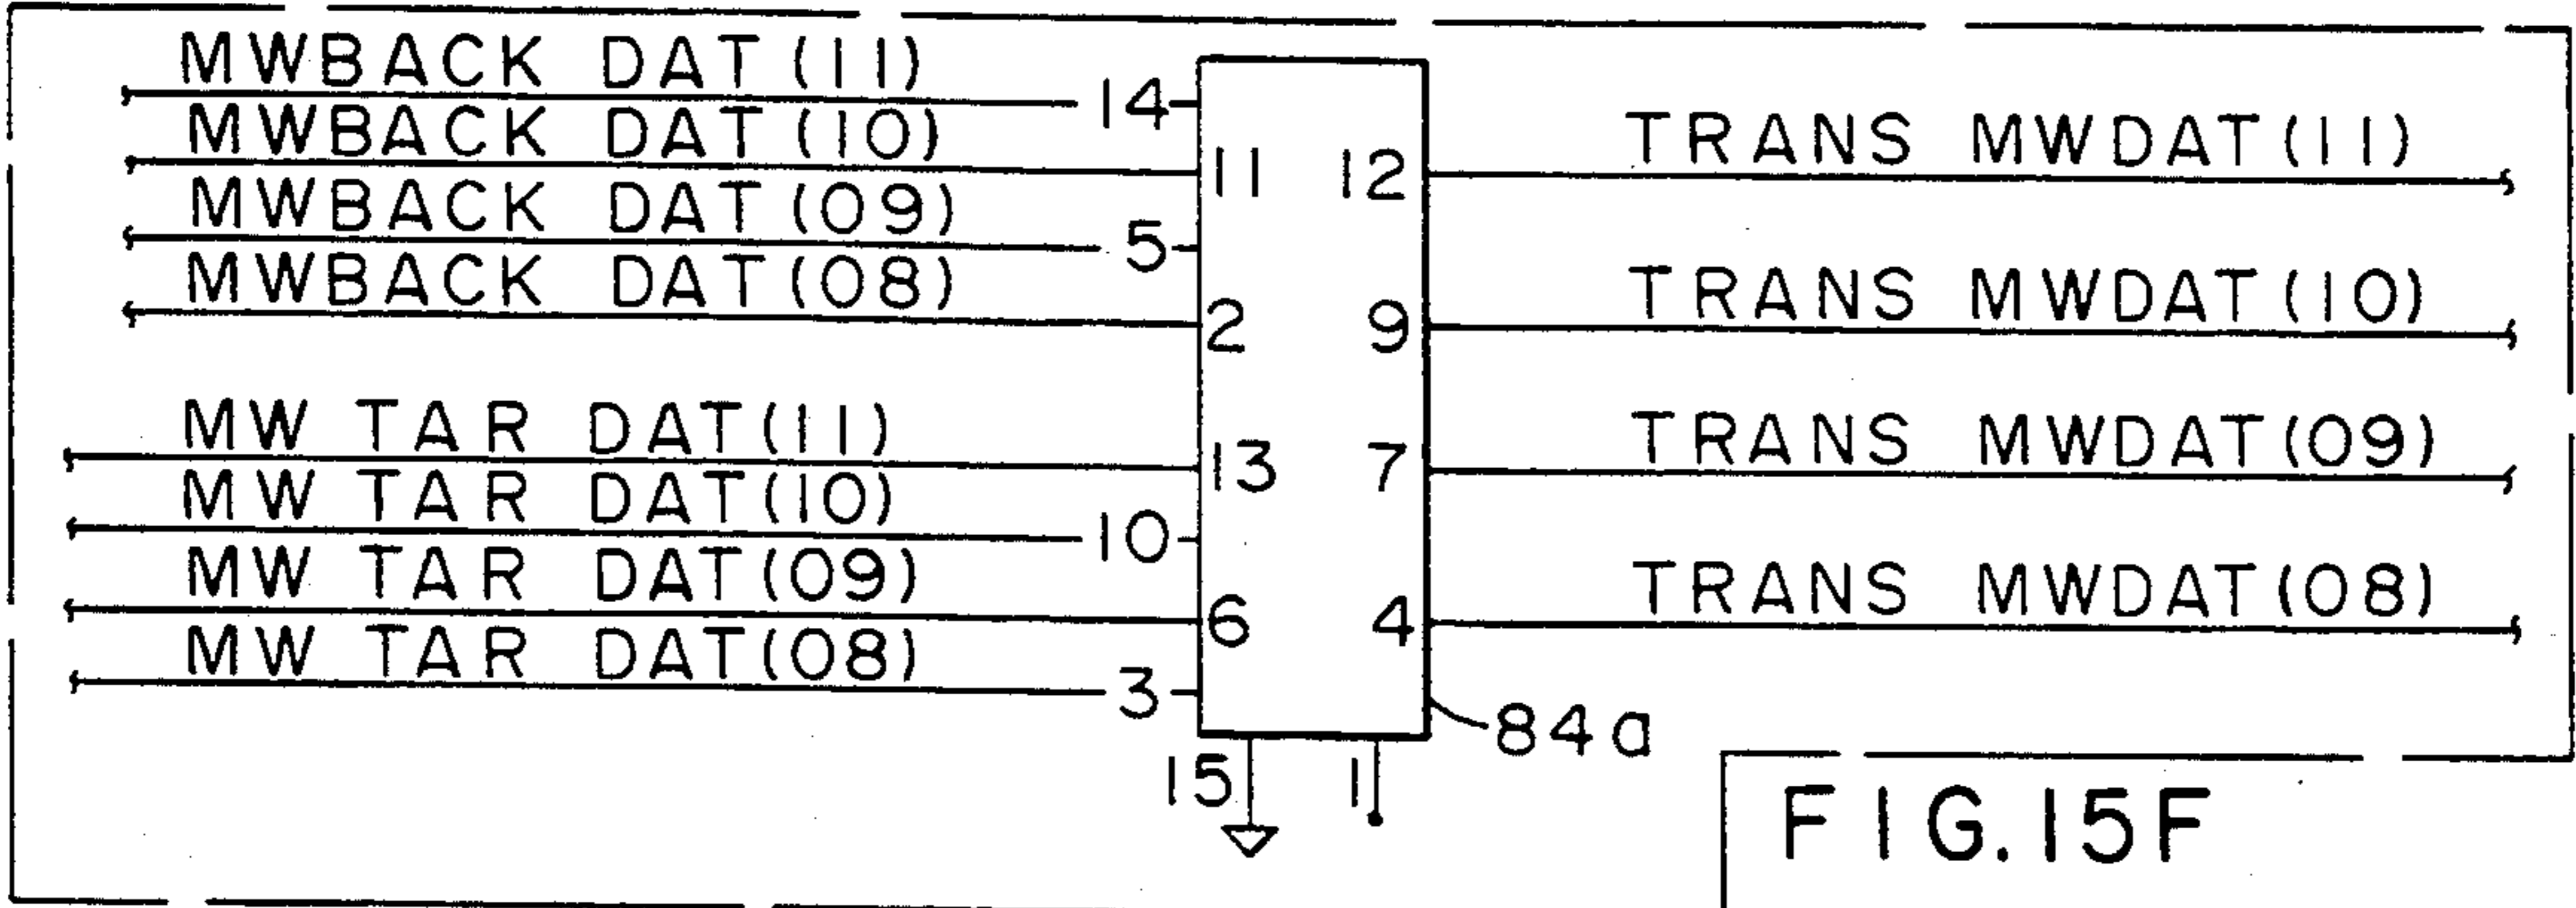 MWBACK DAT(11)
14
MWBACK DAT(10)
11
MWBACK DAT(09)
5
MWBACK DAT(08)
2
MW TAR DAT(11)
13
MW TAR DAT(10)
10
MW TAR DAT(09)
6
MW TAR DAT(08)
3
12
TRANS MWDAT(11)
9
TRANS MWDAT(10)
7
TRANS MWDAT(09)
4
TRANS MWDAT(08)
84a
15
1
FIG.15F